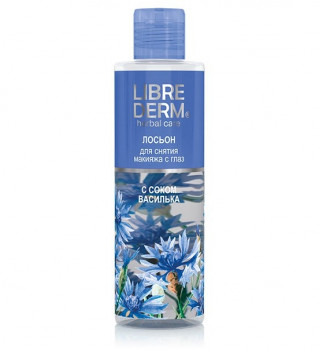 LIBRE
DERM®
herbal care
ЛОСЬОН
для снятия
макияжа с глаз
С СОКОМ
ВАСИЛЬКА